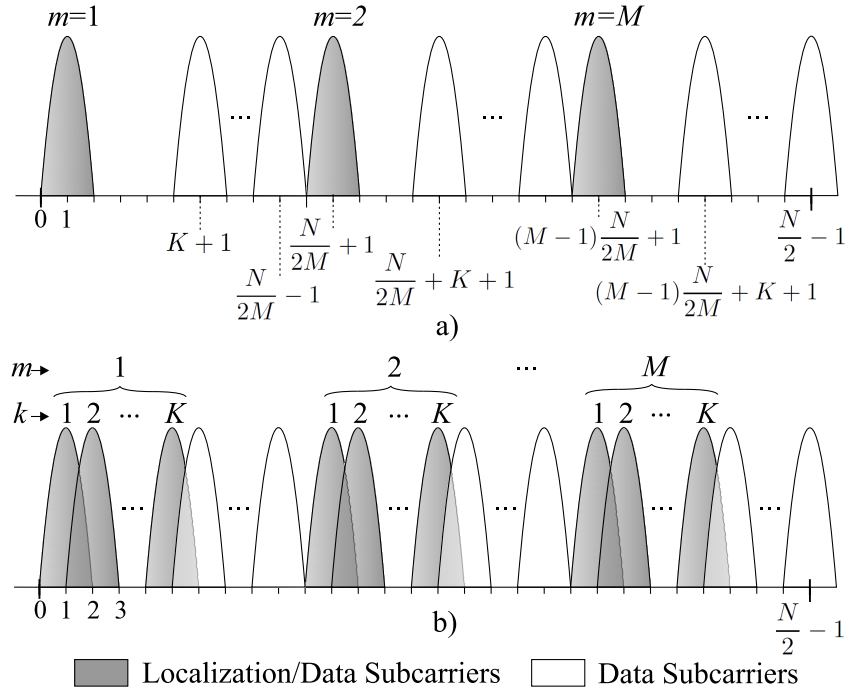 m=1 m=2 m=M
... ... ...
0 1 K + 1 N/2M − 1 N/2M + 1 N/2M + K + 1 (M − 1)N/2M + 1 (M − 1)N/2M + K + 1 N/2 − 1
a)
m→ 1 2 ... M
k→ 1 2 ... K 1 2 ... K 1 2 ... K
... ... ... ... ... ...
0 1 2 3 N/2 − 1
b)
Localization/Data Subcarriers Data Subcarriers